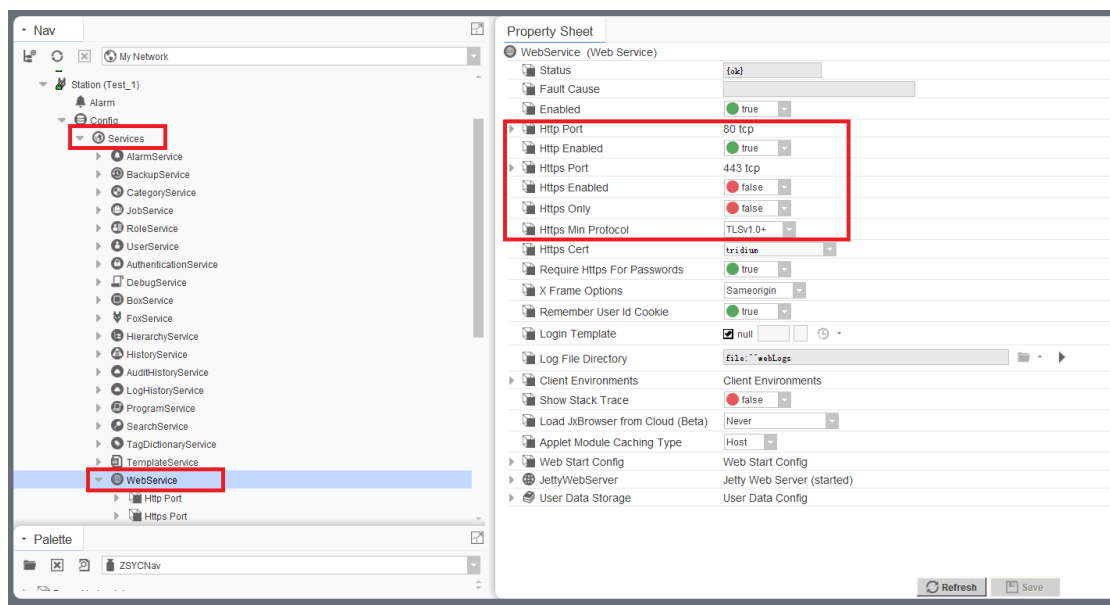 Nav
My Network
Station (Test_1)
Alarm
Config
Services
AlarmService
BackupService
CategoryService
JobService
RoleService
UserService
AuthenticationService
DebugService
BoxService
FoxService
HierarchyService
HistoryService
AuditHistoryService
LogHistoryService
ProgramService
SearchService
TagDictionaryService
TemplateService
WebService
Http Port
Https Port
Palette
ZSYCNav
Property Sheet
WebService (Web Service)
Status {ok}
Fault Cause
Enabled true
Http Port 80 tcp
Http Enabled true
Https Port 443 tcp
Https Enabled false
Https Only false
Https Min Protocol TLSv1.0+
Https Cert tridium
Require Https For Passwords true
X Frame Options Sameorigin
Remember User Id Cookie true
Login Template null
Log File Directory file:^^webLogs
Client Environments Client Environments
Show Stack Trace false
Load JxBrowser from Cloud (Beta) Never
Applet Module Caching Type Host
Web Start Config Web Start Config
JettyWebServer Jetty Web Server (started)
User Data Storage User Data Config
Refresh Save